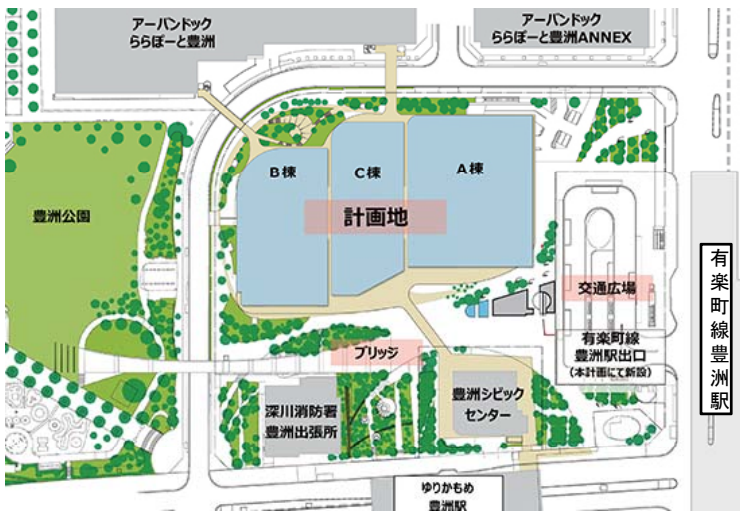 アーバンドック
ららぽーと豊洲
アーバンドック
ららぽーと豊洲ANNEX
B棟
C棟
A棟
計画地
豊洲公園
交通広場
有楽町線豊洲駅
有楽町線
豊洲駅出口
(本計画にて新設)
ブリッジ
深川消防署
豊洲出張所
豊洲シビック
センター
ゆりかもめ
豊洲駅